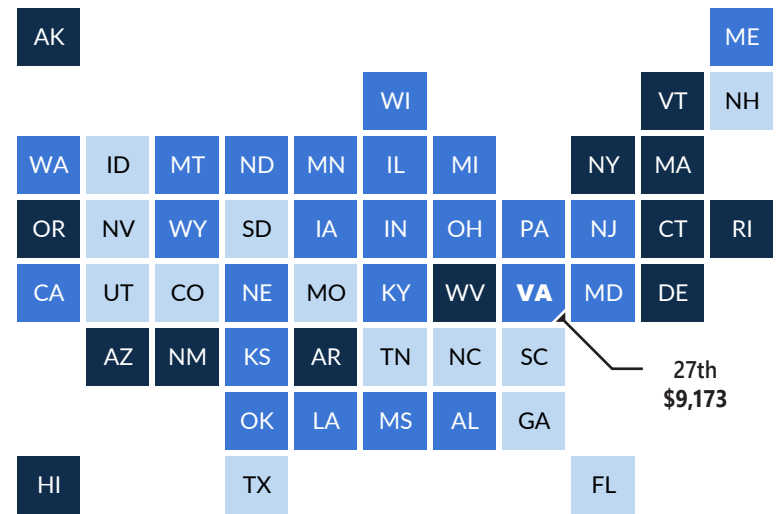 AK ME
WI VT NH
WA ID MT ND MN IL MI NY MA
OR NV WY SD IA IN OH PA NJ CT RI
CA UT CO NE MO KY WV VA MD DE
AZ NM KS AR TN NC SC
27th
$9,173
OK LA MS AL GA
HI TX FL